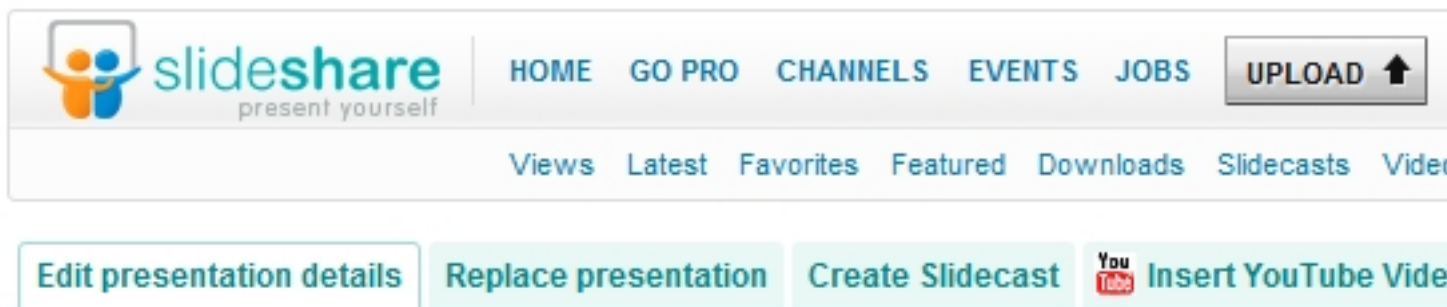 slideshare
present yourself
HOME GO PRO CHANNELS EVENTS JOBS UPLOAD
Views Latest Favorites Featured Downloads Slidecasts
Edit presentation details Replace presentation Create Slidecast You Tube Insert YouTube